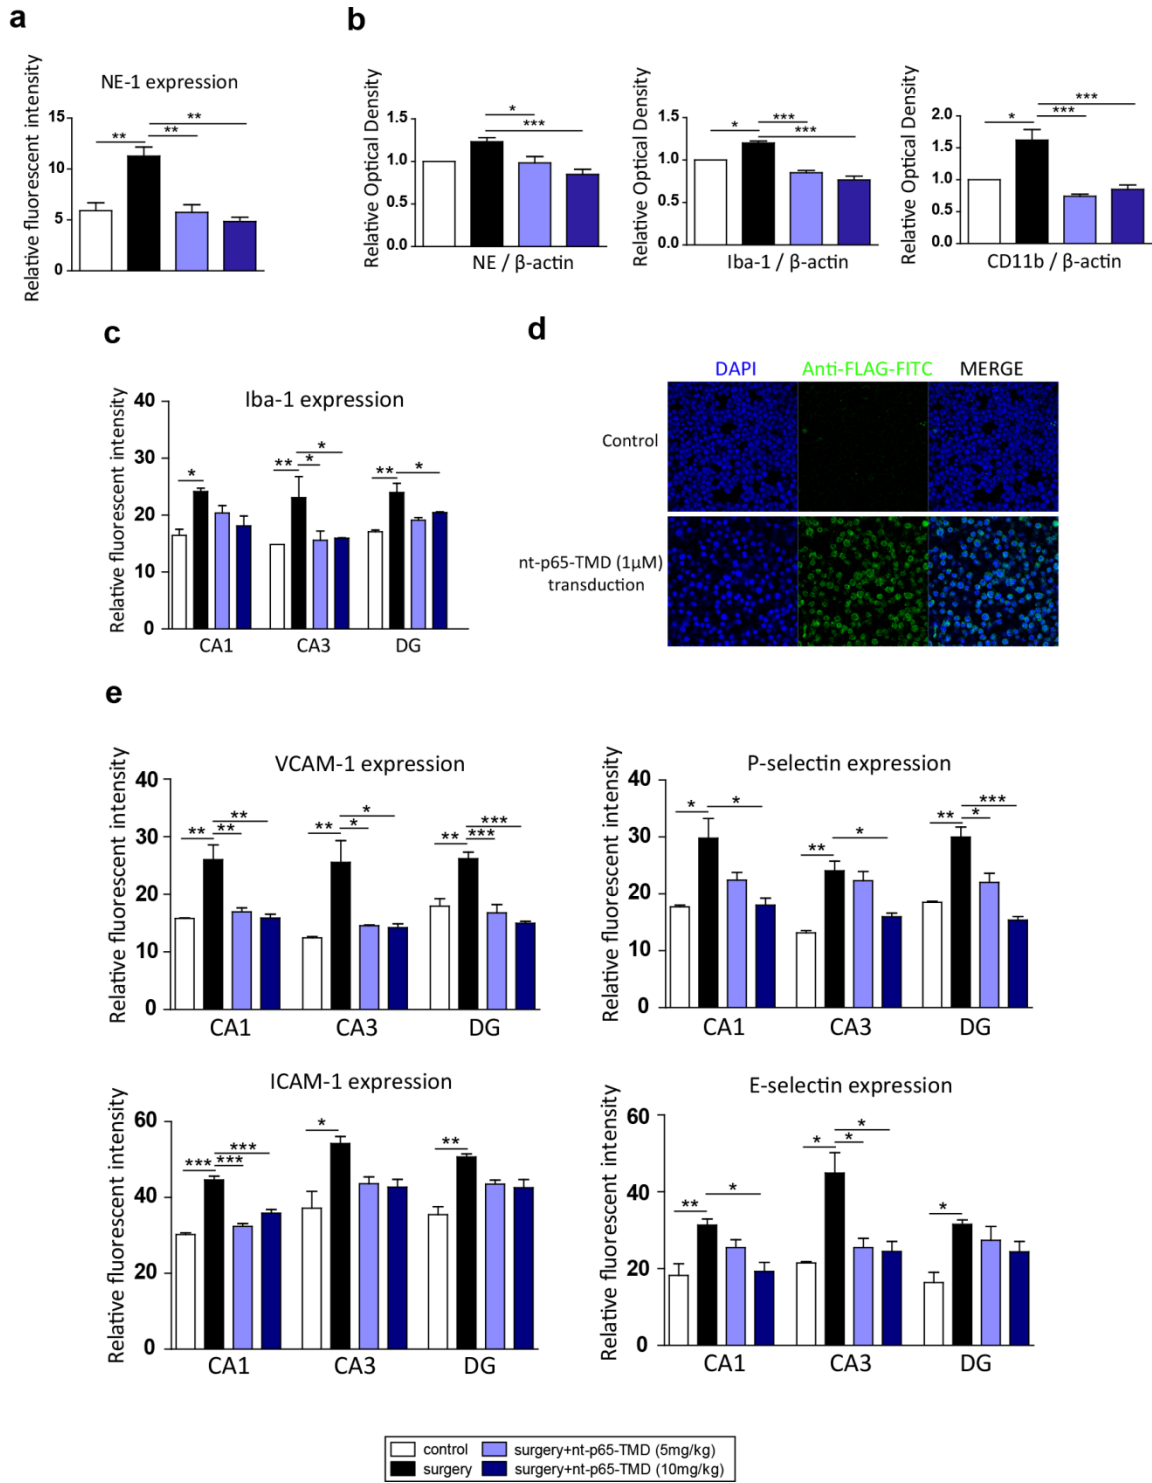 a
b
NE-1 expression
Relative fluorescent intensity
15
10
5
0
** ** **
Relative Optical Density
1.5
1.0
0.5
0.0
* ***
NE / β-actin
Relative Optical Density
1.5
1.0
0.5
0.0
* *** ***
Iba-1 / β-actin
Relative Optical Density
2.0
1.5
1.0
0.5
0.0
* *** ***
CD11b / β-actin
c
Iba-1 expression
Relative fluorescent intensity
40
30
20
10
0
* ** * * ** *
CA1 CA3 DG
d
DAPI Anti-FLAG-FITC MERGE
Control
nt-p65-TMD (1μM)
transduction
e
VCAM-1 expression
Relative fluorescent intensity
40
30
20
10
0
** ** ** ** * * ** *** ***
CA1 CA3 DG
P-selectin expression
Relative fluorescent intensity
40
30
20
10
0
* * ** * ** * ***
CA1 CA3 DG
ICAM-1 expression
Relative fluorescent intensity
60
40
20
0
*** *** *** * **
CA1 CA3 DG
E-selectin expression
Relative fluorescent intensity
60
40
20
0
** * * * * *
CA1 CA3 DG
control surgery+nt-p65-TMD (5mg/kg)
surgery surgery+nt-p65-TMD (10mg/kg)